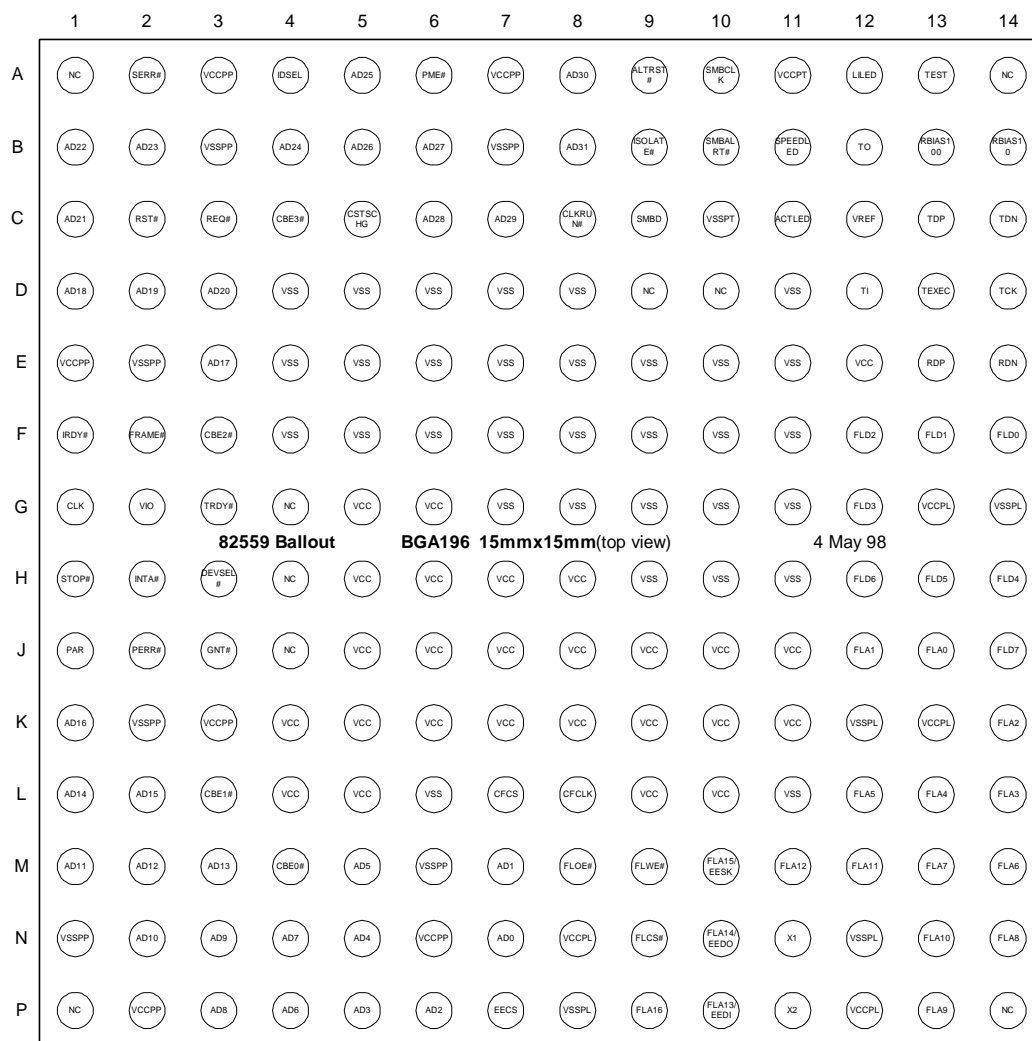 1 2 3 4 5 6 7 8 9 10 11 12 13 14
A NC SERR# VCCPP IDSEL AD25 PME# VCCPP AD30 ALTRST# SMBCLK VCCPT LILED TEST NC
B AD22 AD23 VSSPP AD24 AD26 AD27 VSSPP AD31 ISOLATE# SMBALRT# SPEEDLED TO RBIAS100 RBIAS10
C AD21 RST# REQ# CBE3# CSTSCHG AD28 AD29 CLKRUN# SMBD VSSPT ACTLED VREF TDP TDN
D AD18 AD19 AD20 VSS VSS VSS VSS VSS NC NC VSS TI TEXEC TCK
E VCCPP VSSPP AD17 VSS VSS VSS VSS VSS VSS VSS VSS VCC RDP RDN
F IRDY# FRAME# CBE2# VSS VSS VSS VSS VSS VSS VSS VSS FLD2 FLD1 FLD0
G CLK VIO TRDY# NC VCC VCC VSS VSS VSS VSS VSS FLD3 VCCPL VSSPL
82559 Ballout BGA196 15mmx15mm(top view) 4 May 98
H STOP# INTA# DEVSEL# NC VCC VCC VCC VCC VSS VSS VSS FLD6 FLD5 FLD4
J PAR PERR# GNT# NC VCC VCC VCC VCC VCC VCC VCC FLA1 FLA0 FLD7
K AD16 VSSPP VCCPP VCC VCC VCC VCC VCC VCC VCC VCC VSSPL VCCPL FLA2
L AD14 AD15 CBE1# VCC VCC VSS CFCS CFCLK VCC VCC VSS FLA5 FLA4 FLA3
M AD11 AD12 AD13 CBE0# AD5 VSSPP AD1 FLOE# FLWE# FLA15/EESK FLA12 FLA11 FLA7 FLA6
N VSSPP AD10 AD9 AD7 AD4 VCCPP AD0 VCCPL FLCS# FLA14/EEDO X1 VSSPL FLA10 FLA8
P NC VCCPP AD8 AD6 AD3 AD2 EECS VSSPL FLA16 FLA13/EEDI X2 VCCPL FLA9 NC